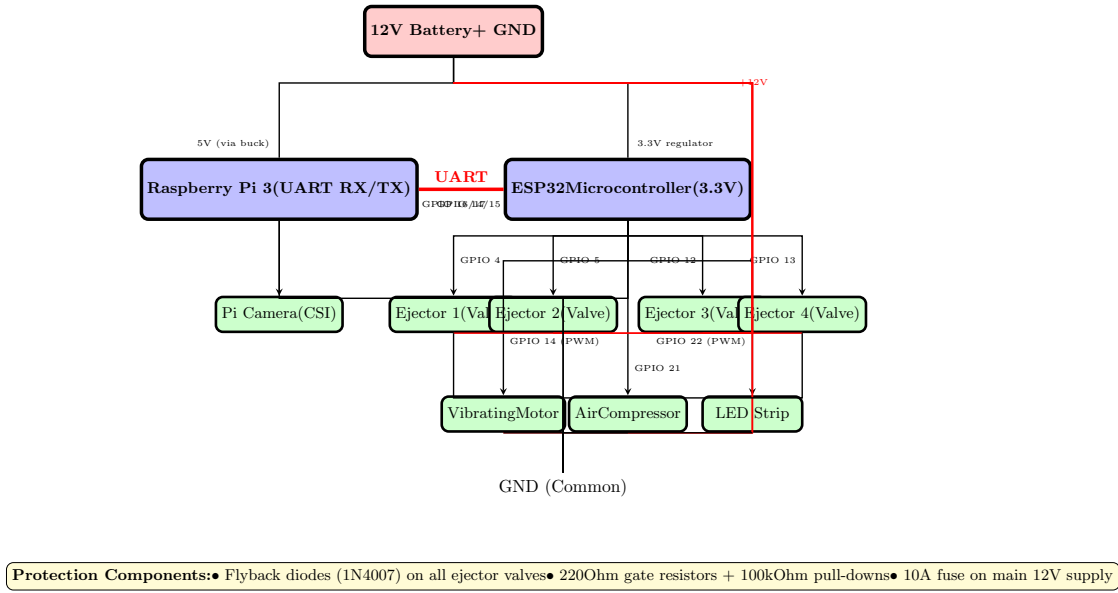 12V Battery+ GND
+12V
5V (via buck)
3.3V regulator
Raspberry Pi 3(UART RX/TX)
UART
ESP32Microcontroller(3.3V)
GPIO 4
GPIO 5
GPIO 12
GPIO 13
Pi Camera(CSI)
Ejector 1(Valve)
Ejector 2(Valve)
Ejector 3(Val
Ejector 4(Valve)
GPIO 14 (PWM)
GPIO 22 (PWM)
GPIO 21
VibratingMotor
AirCompressor
LED Strip
GND (Common)
Protection Components:● Flyback diodes (1N4007) on all ejector valves● 220Ohm gate resistors + 100kOhm pull-downs● 10A fuse on main 12V supply